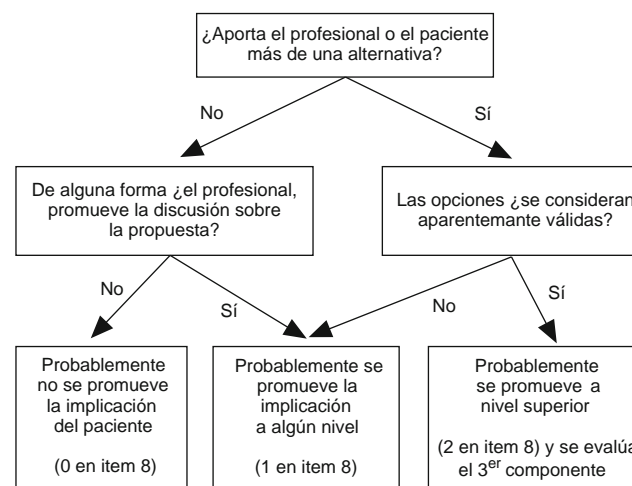 ¿Aporta el profesional o el paciente
más de una alternativa?
No
Sí
De alguna forma ¿el profesional,
promueve la discusión sobre
la propuesta?
Las opciones ¿se consideran
aparentemante válidas?
No
Sí
No
Sí
Probablemente
no se promueve
la implicación
del paciente
(0 en item 8)
Probablemente se
promueve la
implicación
a algún nivel
(1 en item 8)
Probablemente
se promueve a
nivel superior
(2 en item 8) y se evalúa
el 3er componente